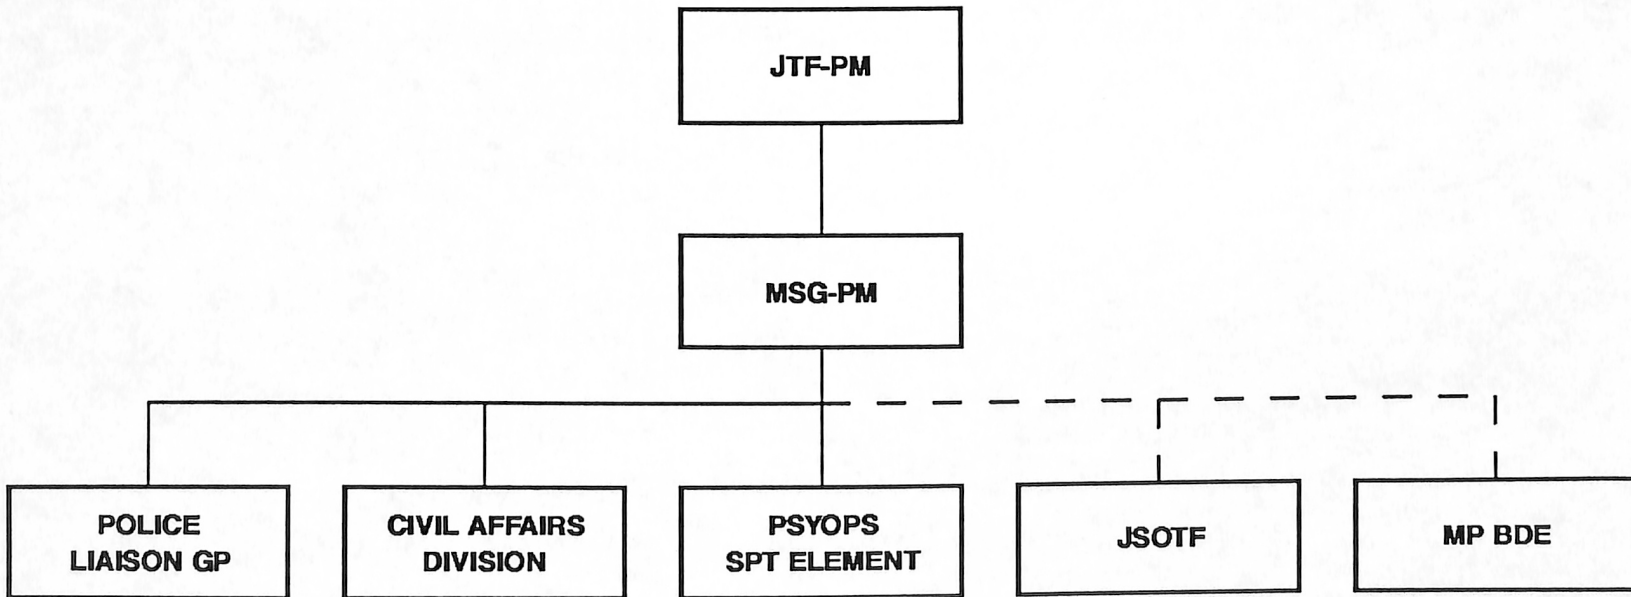 JTF-PM
MSG-PM
POLICE
LIAISON GP
CIVIL AFFAIRS
DIVISION
PSYOPS
SPT ELEMENT
JSOTF
MP BDE